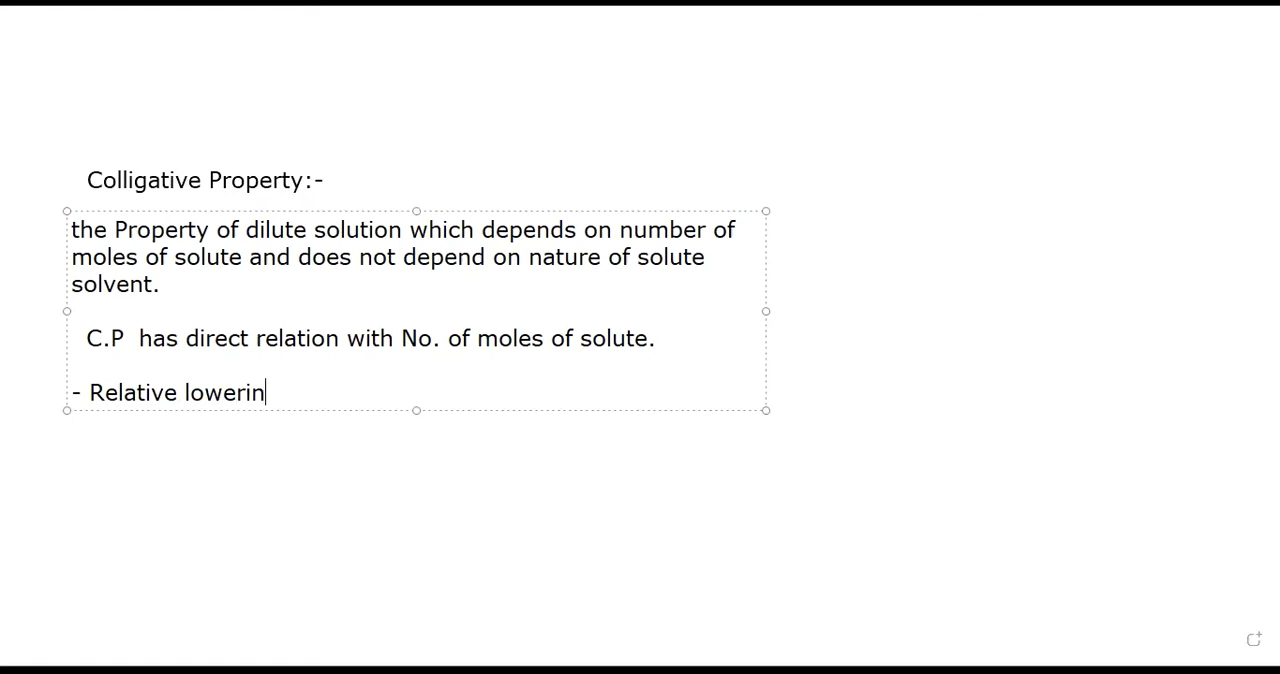 Colligative Property:-
the Property of dilute solution which depends on number of
moles of solute and does not depend on nature of solute
solvent.
C.P  has direct relation with No. of moles of solute.
- Relative lowerin